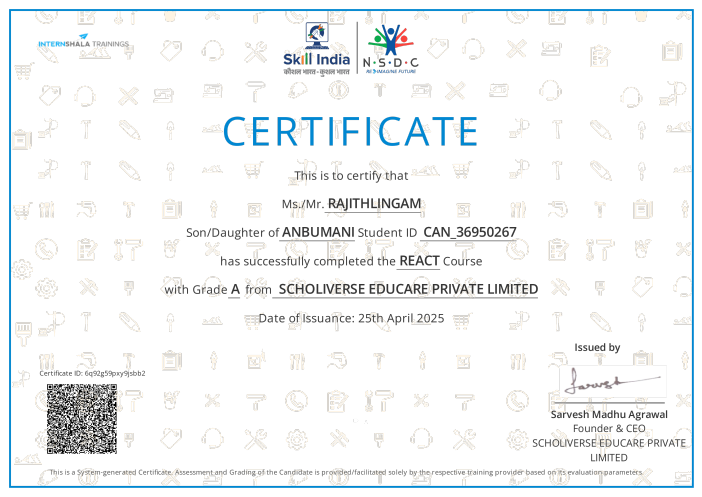 INTERNSHALA TRAININGS
Skill India
कौशल भारत - कुशल भारत
N·S·D·C
RE-IMAGINE FUTURE
CERTIFICATE
This is to certify that
Ms./Mr. RAJITHLINGAM
Son/Daughter of ANBUMANI Student ID CAN_36950267
has successfully completed the REACT Course
with Grade A from SCHOLIVERSE EDUCARE PRIVATE LIMITED
Date of Issuance: 25th April 2025
Issued by
Certificate ID: 6q92g59pxy9jsbb2
Sarvesh
Sarvesh Madhu Agrawal
Founder & CEO
SCHOLIVERSE EDUCARE PRIVATE
LIMITED
This is a System-generated Certificate. Assessment and Grading of the Candidate is provided/facilitated solely by the respective training provider based on its evaluation parameters.